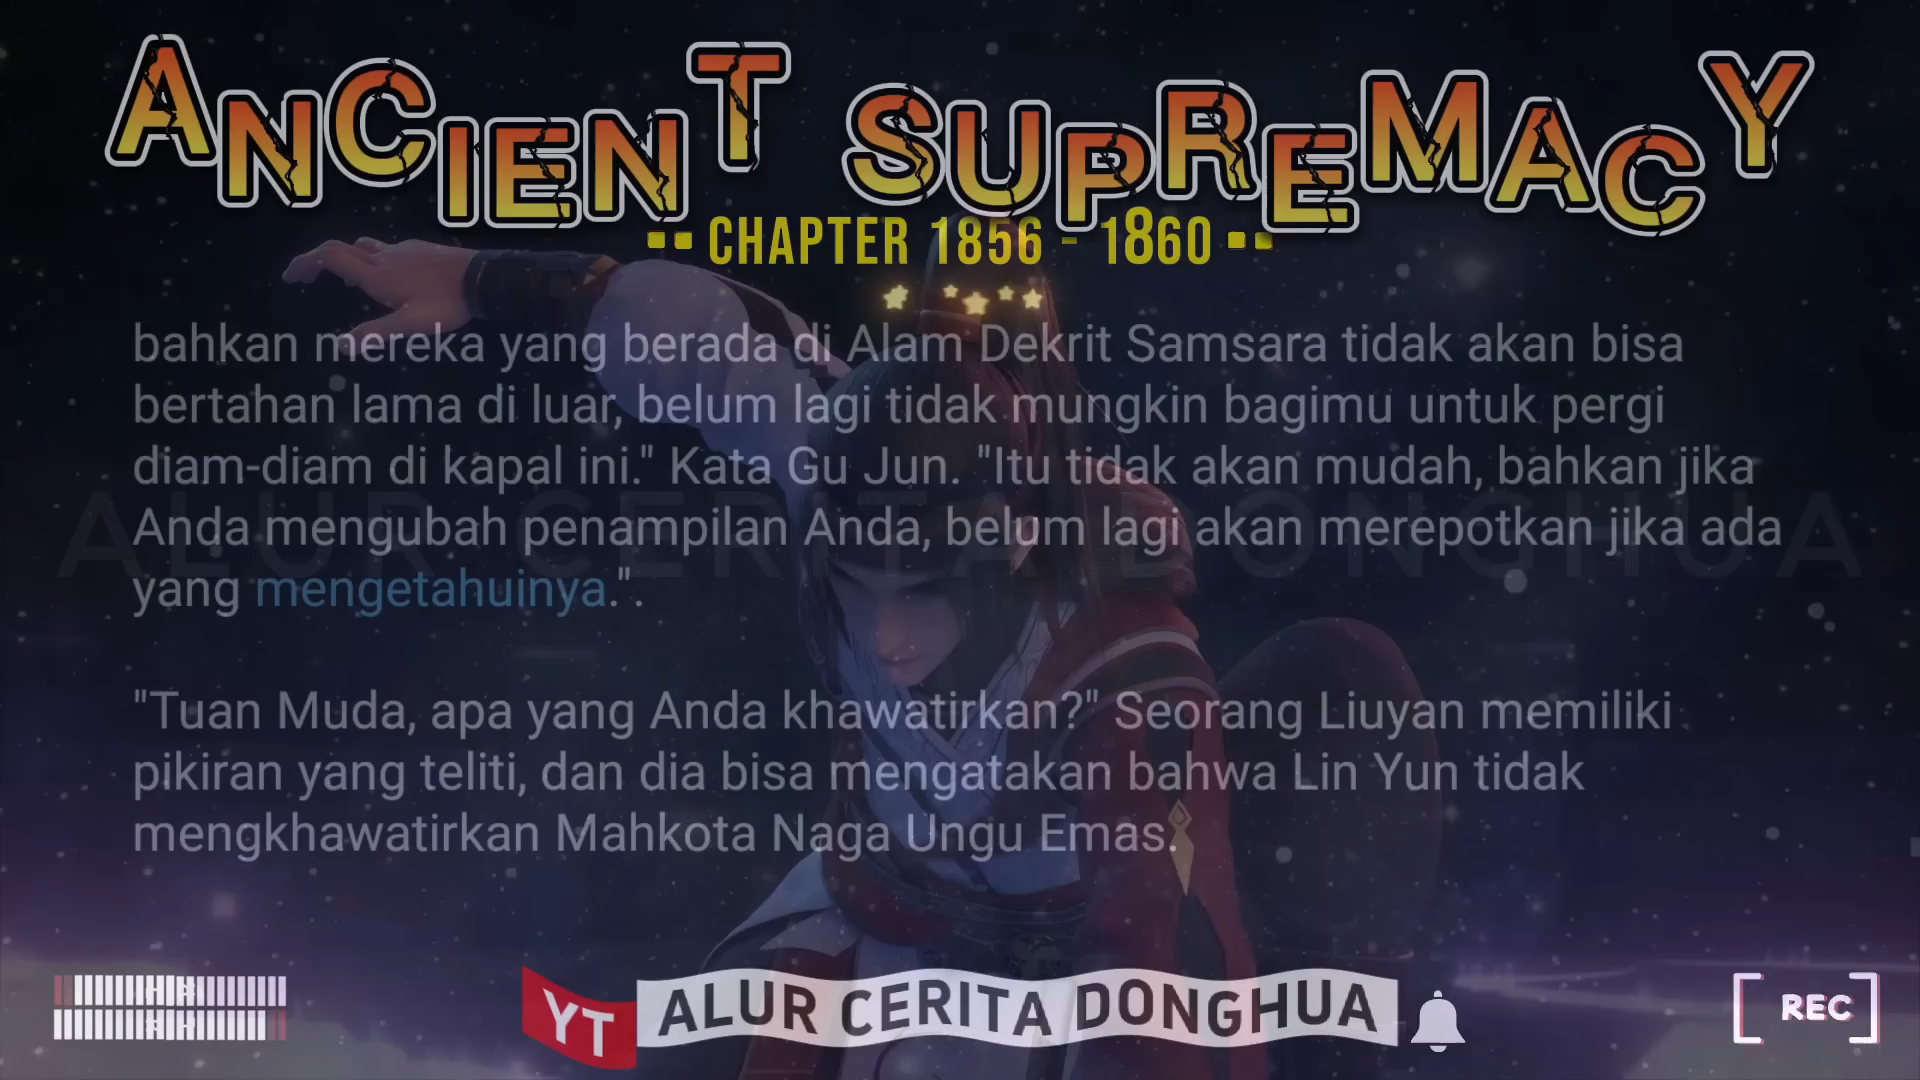 ANCIENT SUPREMACY
CHAPTER 1856 - 1860
bahkan mereka yang berada di Alam Dekrit Samsara tidak akan bisa
bertahan lama di luar, belum lagi tidak mungkin bagimu untuk pergi
diam-diam di kapal ini." Kata Gu Jun. "Itu tidak akan mudah, bahkan jika
Anda mengubah penampilan Anda, belum lagi akan merepotkan jika ada
yang mengetahuinya.".
ALUR CERITA DONGHUA
"Tuan Muda, apa yang Anda khawatirkan?" Seorang Liuyan memiliki
pikiran yang teliti, dan dia bisa mengatakan bahwa Lin Yun tidak
mengkhawatirkan Mahkota Naga Ungu Emas.
YT ALUR CERITA DONGHUA
REC